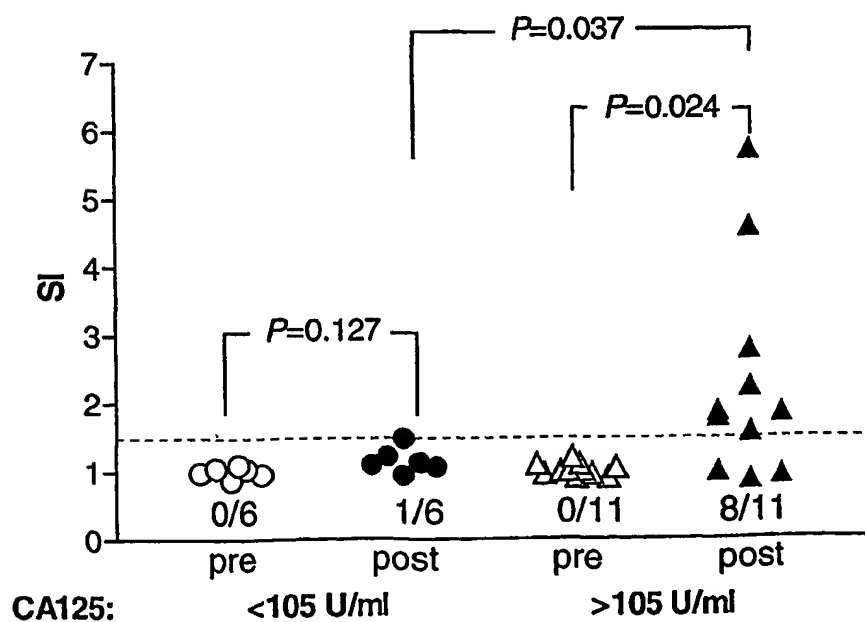 P=0.037
7
P=0.024
6
5
4
SI
3
P=0.127
2
1
0/6 1/6 0/11 8/11
0
pre post pre post
CA125: <105 U/ml >105 U/ml